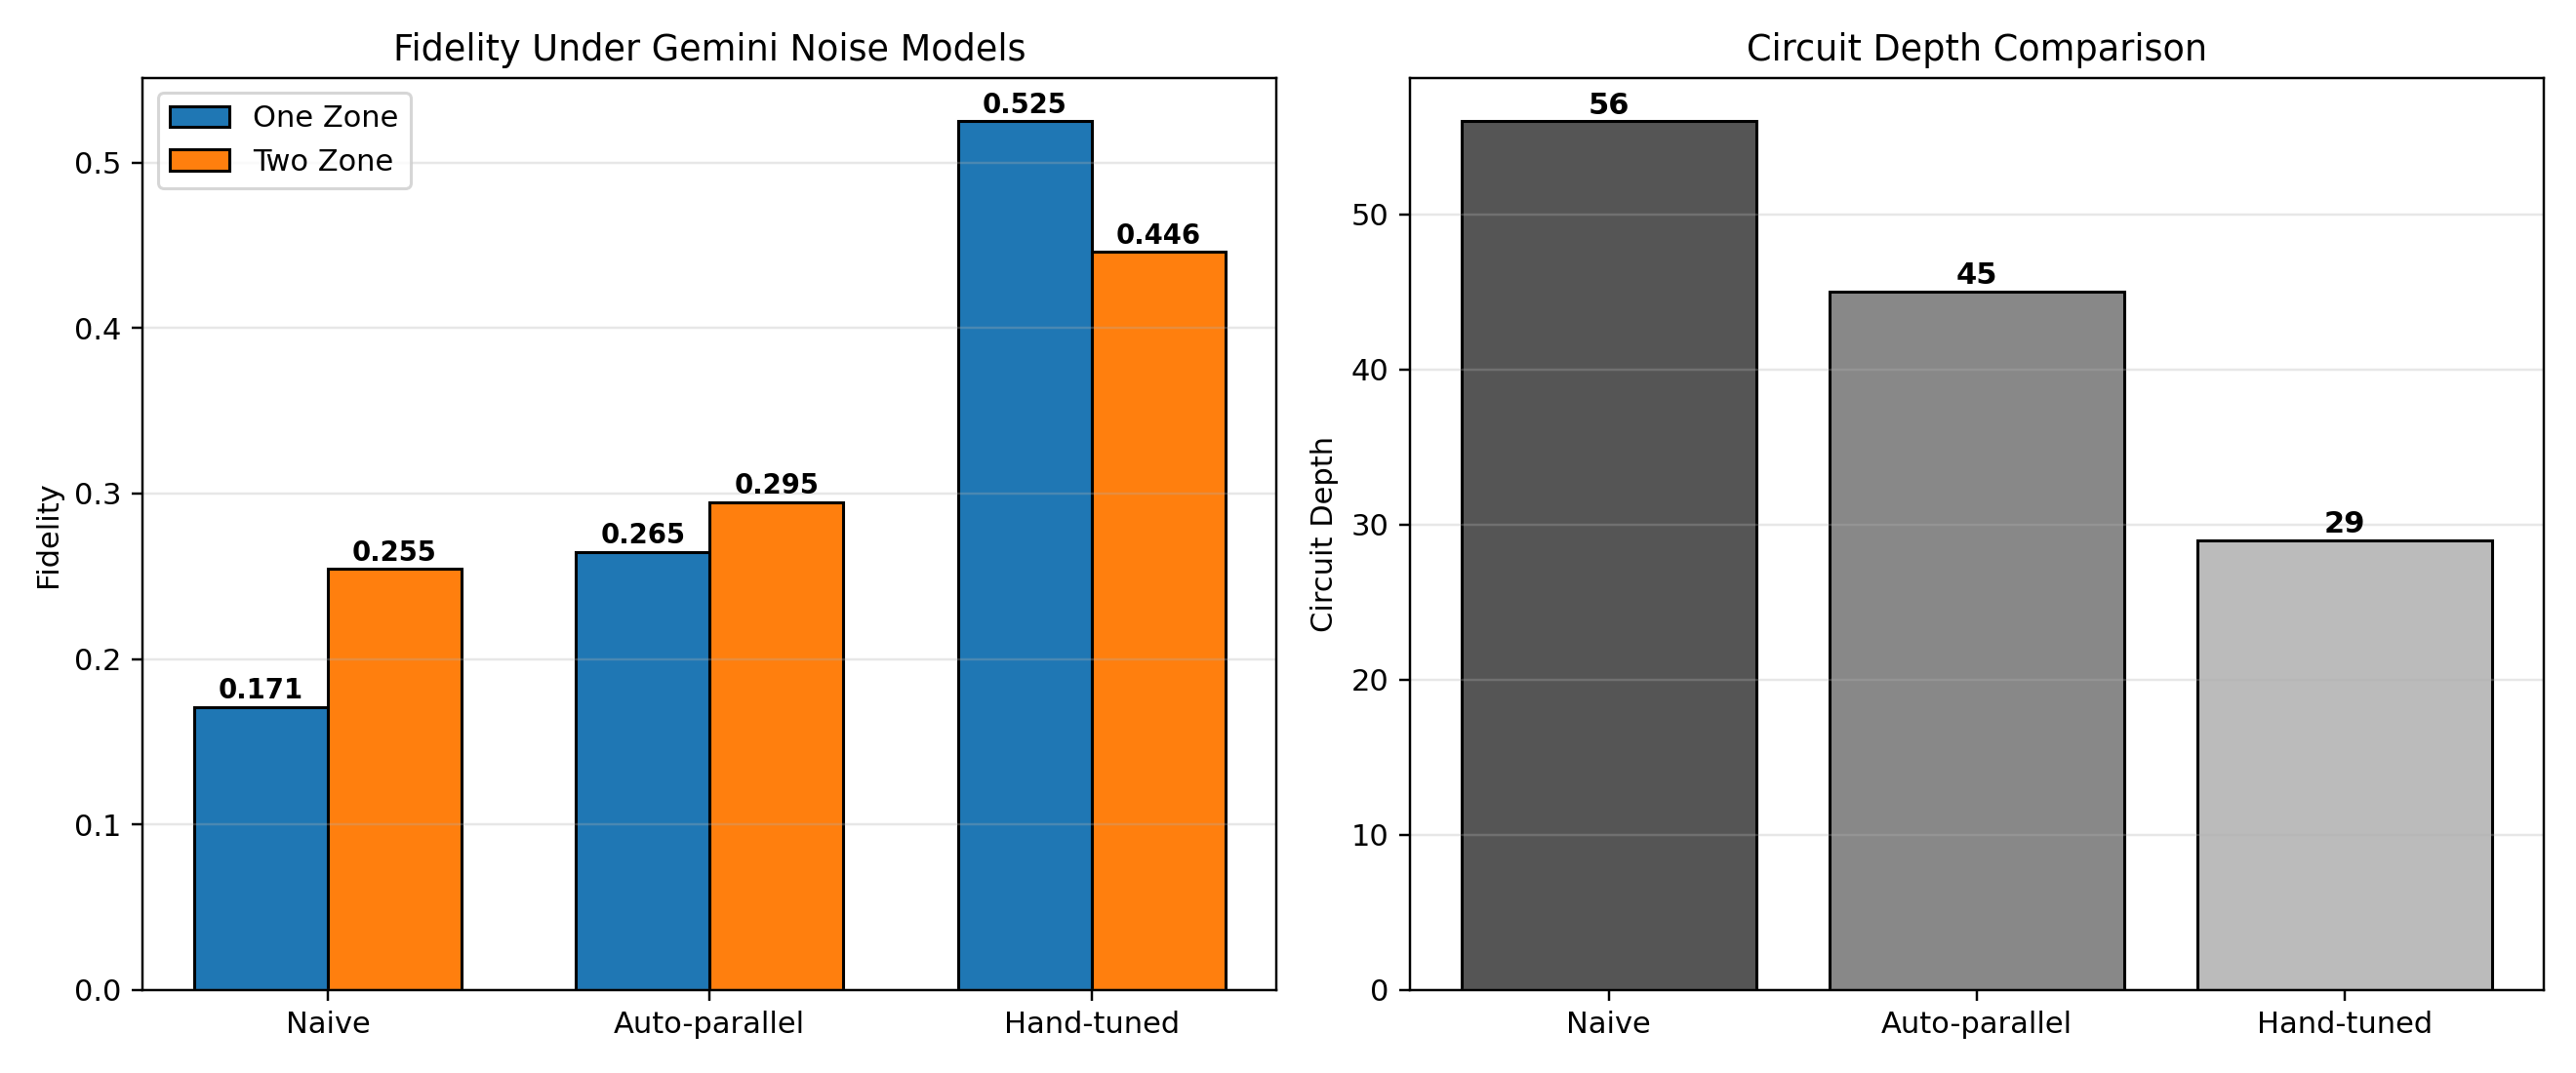 Fidelity Under Gemini Noise Models
One Zone
Two Zone
Fidelity
0.5
0.4
0.3
0.2
0.1
0.0
0.171
0.255
0.265
0.295
0.525
0.446
Naive
Auto-parallel
Hand-tuned
Circuit Depth Comparison
Circuit Depth
50
40
30
20
10
0
56
45
29
Naive
Auto-parallel
Hand-tuned